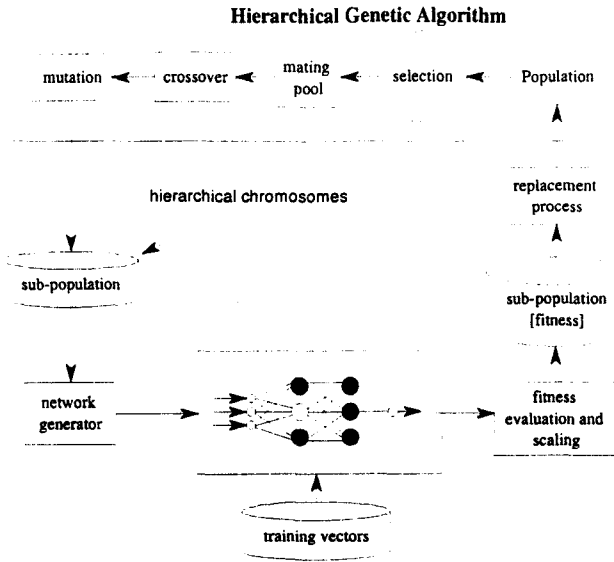 Hierarchical Genetic Algorithm
mutation
crossover
mating
pool
selection
Population
hierarchical chromosomes
replacement
process
sub-population
sub-population
[fitness]
network
generator
fitness
evaluation and
scaling
training vectors